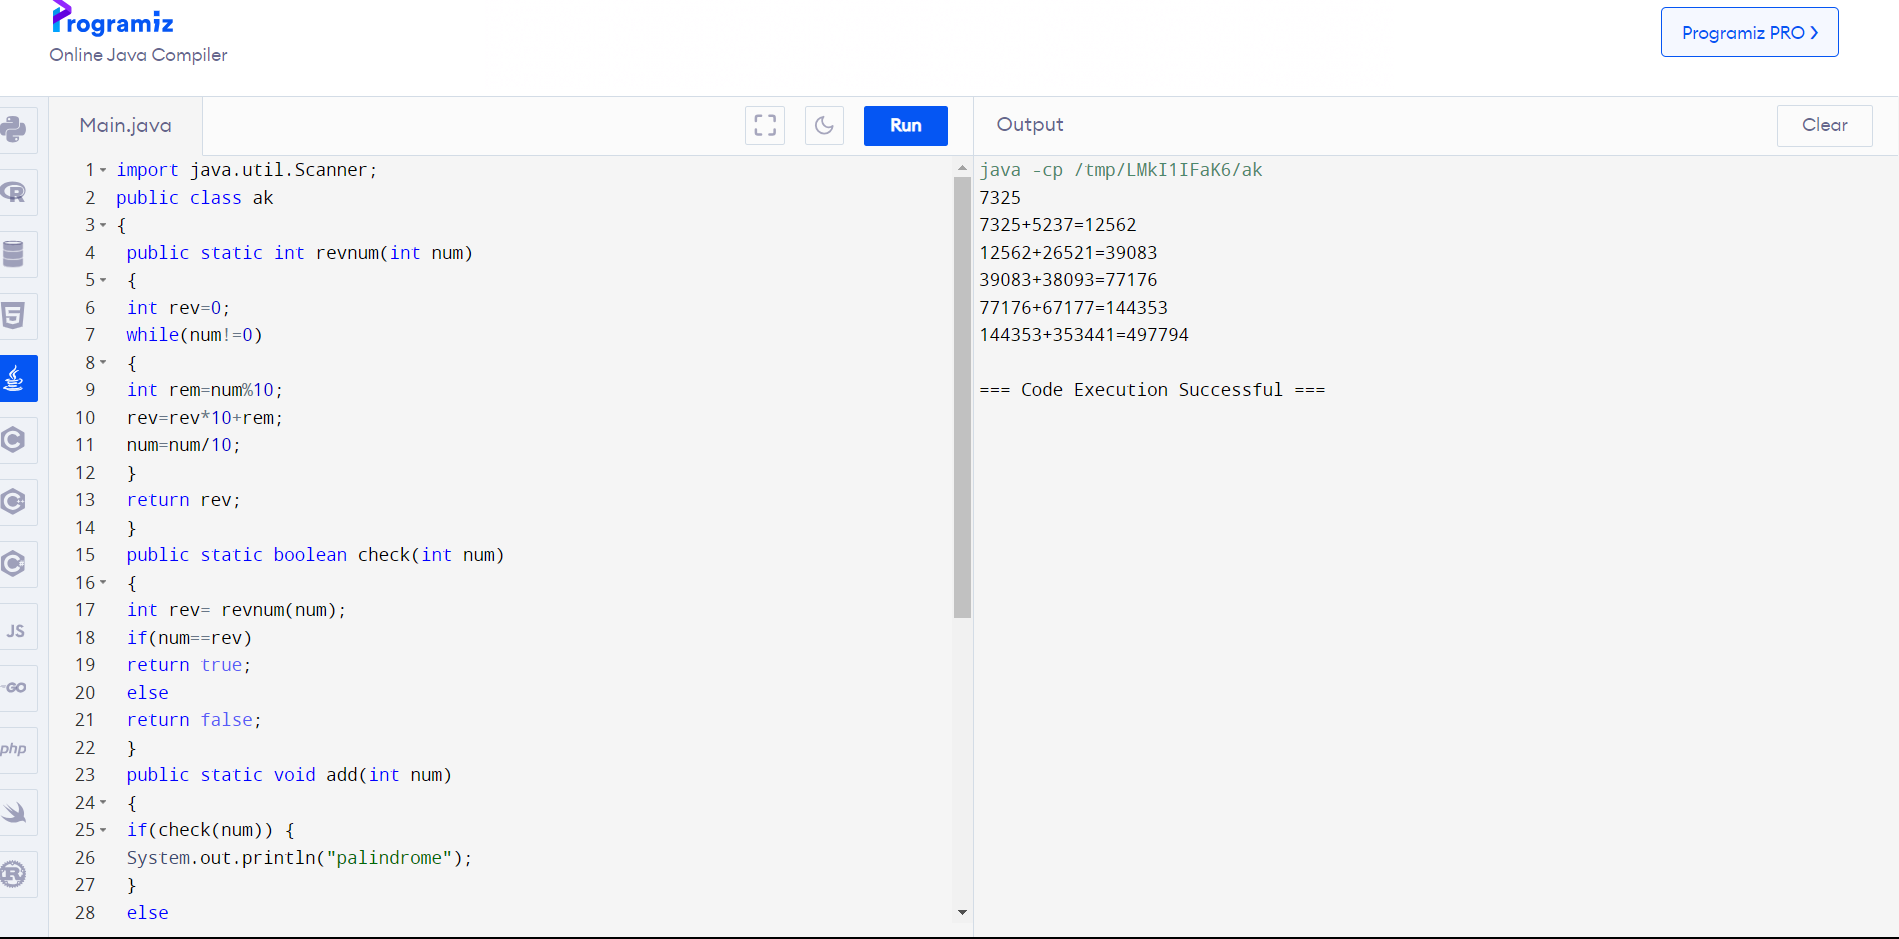 Programiz
Online Java Compiler
Programiz PRO ❯
Main.java
Run
Output
Clear
1 import java.util.Scanner;
2 public class ak
3 {
4 public static int revnum(int num)
5 {
6 int rev=0;
7 while(num!=0)
8 {
9 int rem=num%10;
10 rev=rev*10+rem;
11 num=num/10;
12 }
13 return rev;
14 }
15 public static boolean check(int num)
16 {
17 int rev= revnum(num);
18 if(num==rev)
19 return true;
20 else
21 return false;
22 }
23 public static void add(int num)
24 {
25 if(check(num)) {
26 System.out.println("palindrome");
27 }
28 else
java -cp /tmp/LMkI1IFaK6/ak
7325
7325+5237=12562
12562+26521=39083
39083+38093=77176
77176+67177=144353
144353+353441=497794
=== Code Execution Successful ===
R
5
C
C
C
JS
GO
php
R